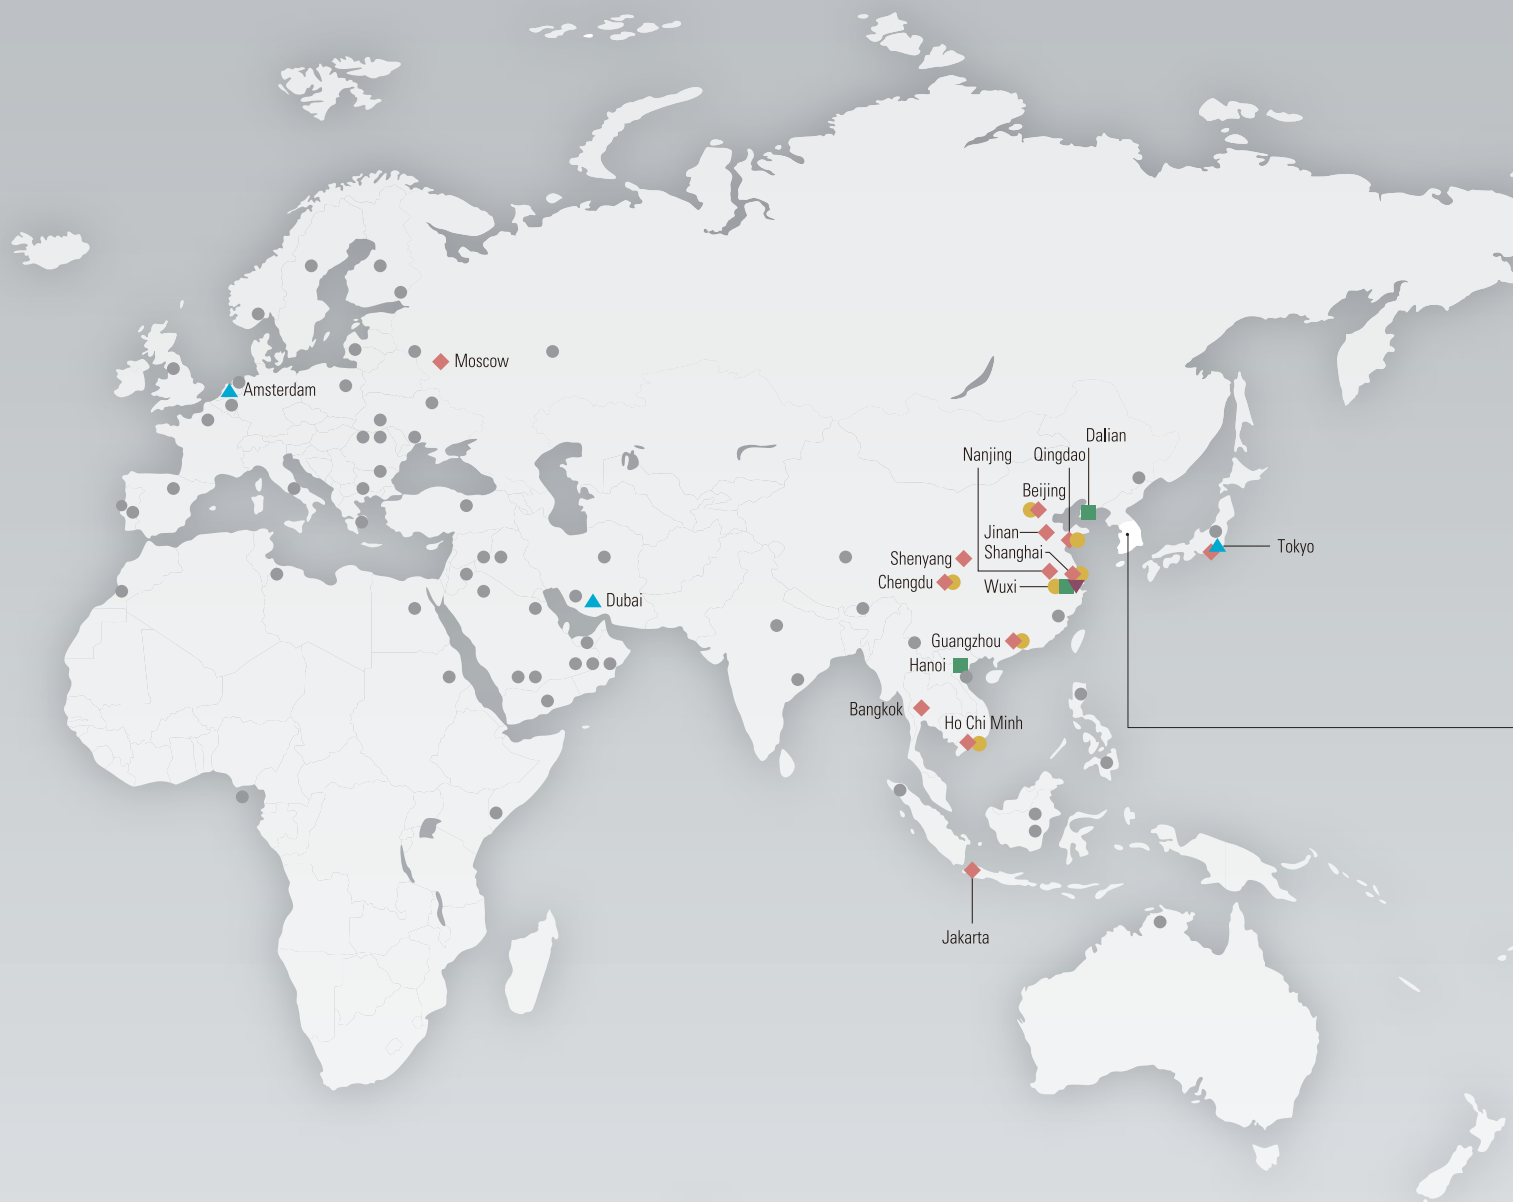 Moscow
Amsterdam
Dalian
Nanjing
Qingdao
Beijing
Jinan
Shanghai
Tokyo
Shenyang
Chengdu
Wuxi
Dubai
Guangzhou
Hanoi
Bangkok
Ho Chi Minh
Jakarta